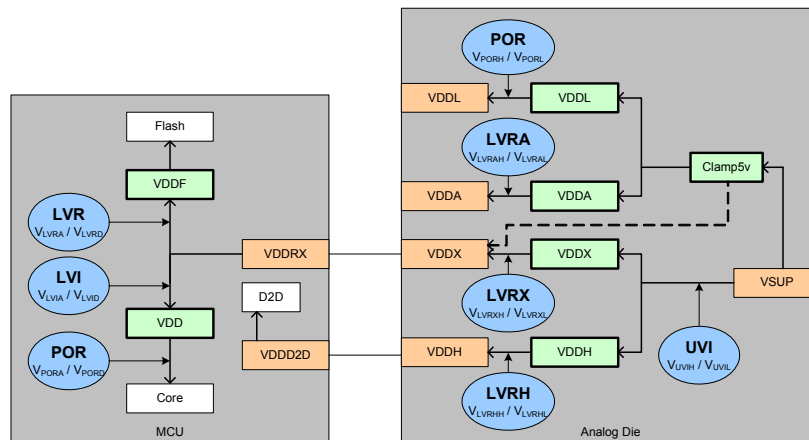 POR
VPORH / VPORL
VDDL
VDDL
Flash
LVRA
VLVRAH / VLVRAL
Clamp5v
VDDF
LVR
VLVRA / VLVRD
VDDA
VDDA
VDDRX
VDDX
VDDX
LVI
VLVIA / VLVID
D2D
VSUP
LVRX
VLVRXH / VLVRXL
VDD
POR
VPORA / VPORD
VDDD2D
VDDH
VDDH
UVI
VUVIH / VUVIL
Core
LVRH
VLVRHH / VLVRHL
MCU
Analog Die